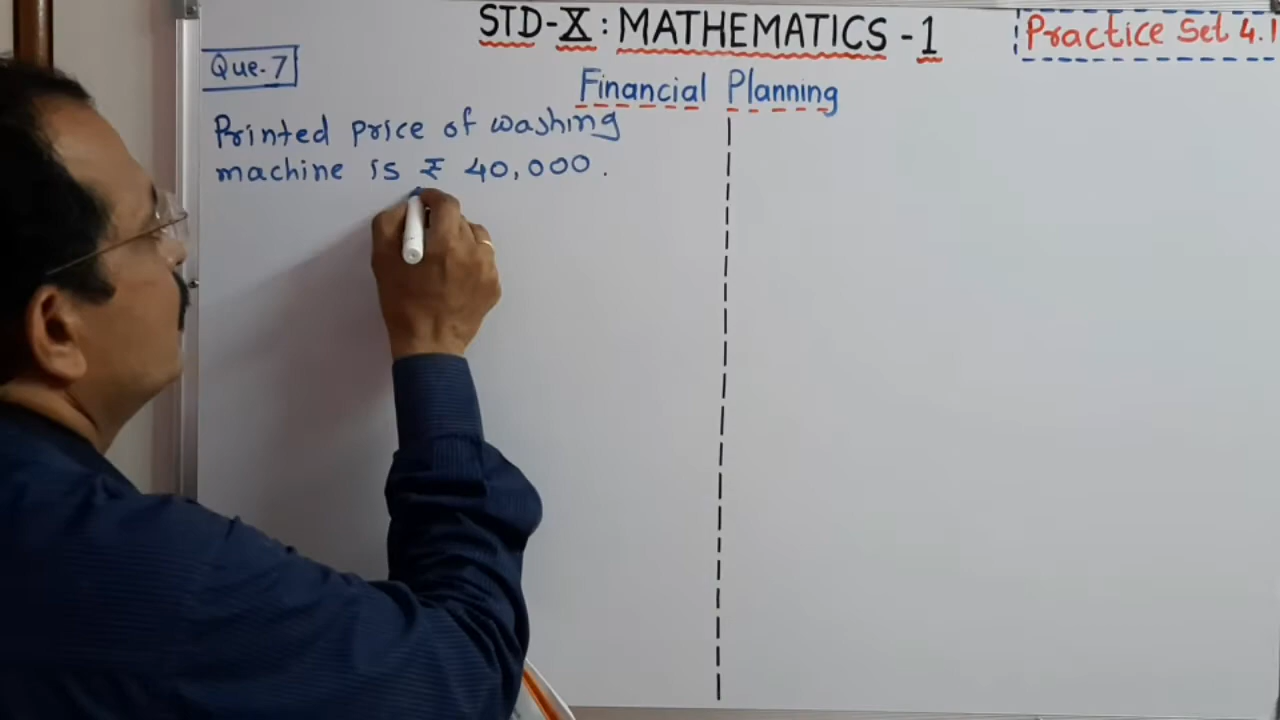 STD-X : MATHEMATICS - 1
Practice Set 4.1
Que. 7
Financial Planning
Printed price of washing
machine is ₹ 40,000.